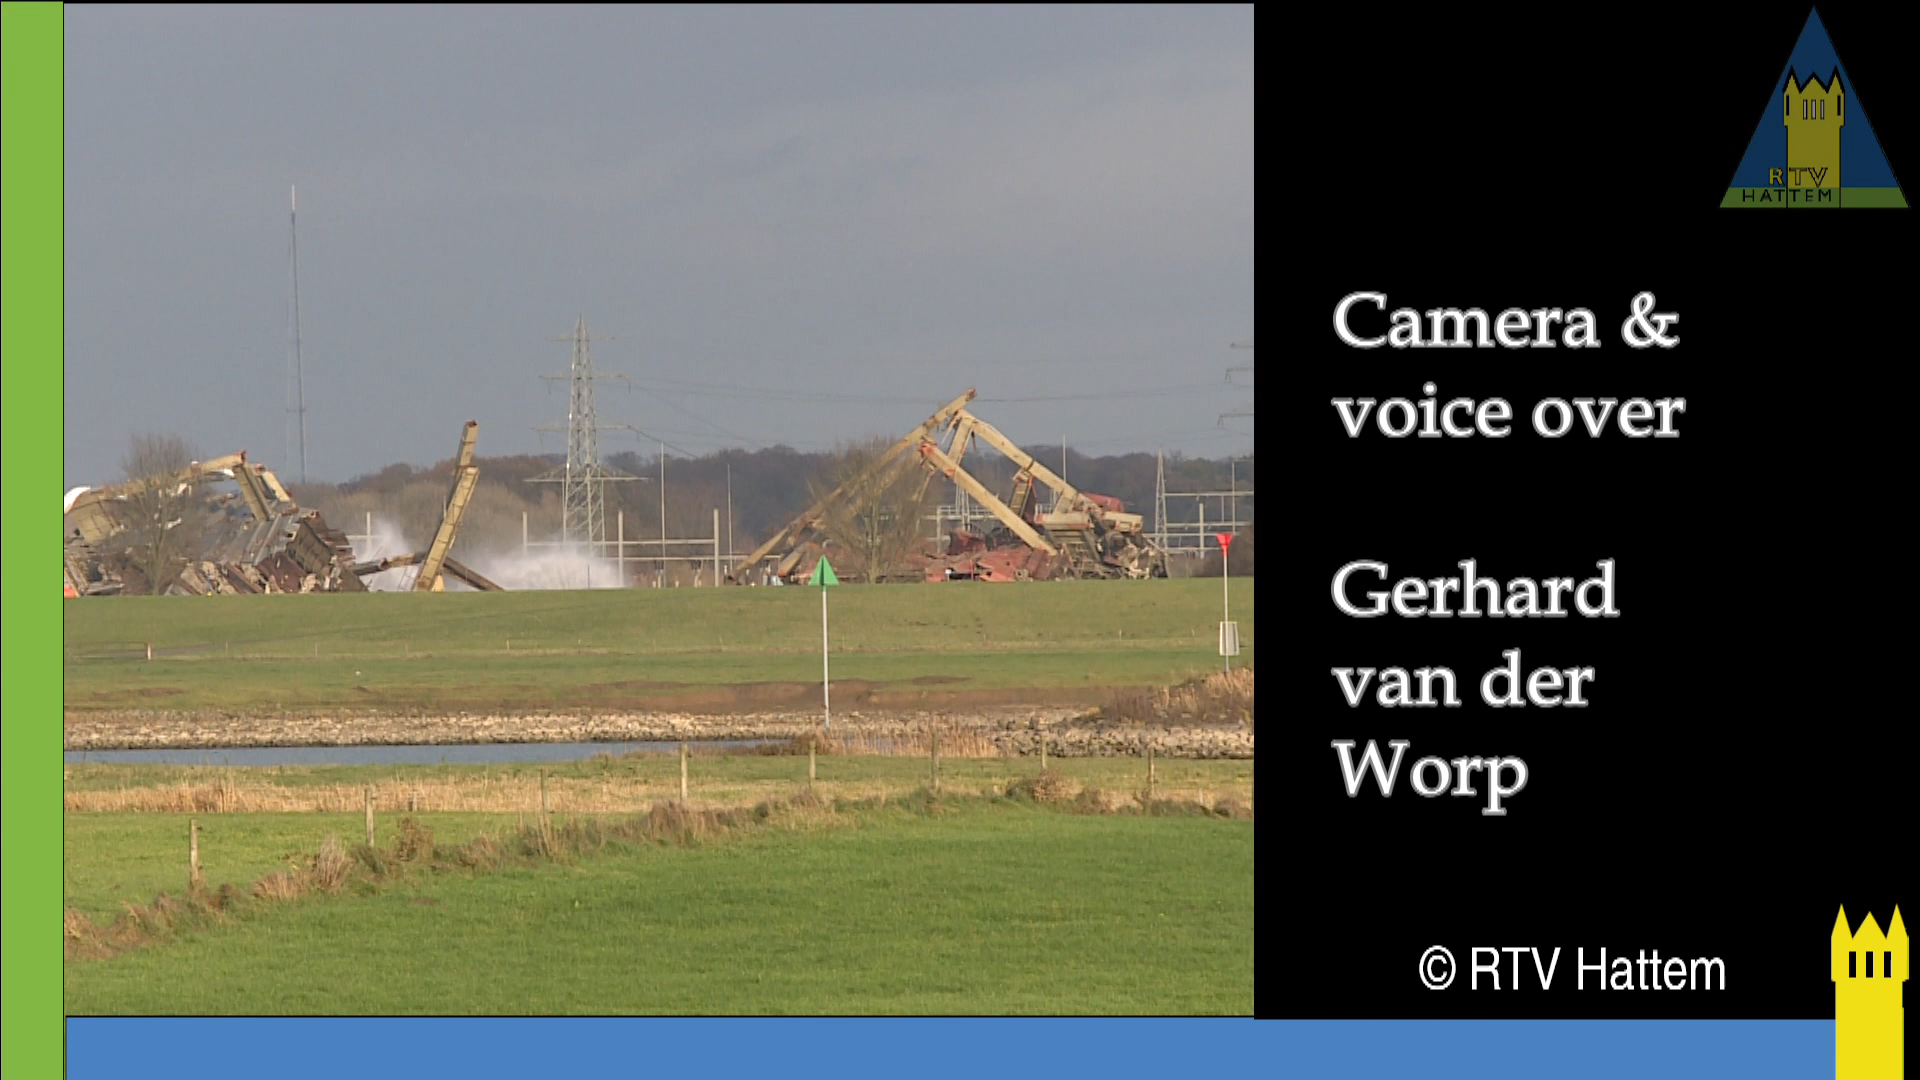 RTV
HATTEM
Camera &
voice over
Gerhard
van der
Worp
© RTV Hattem